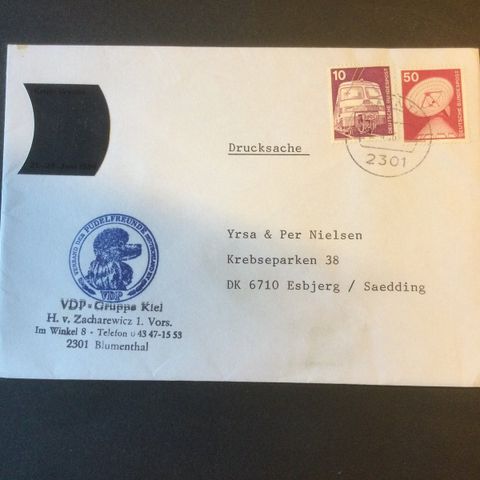 10
DEUTSCHE BUNDESPOST
50
DEUTSCHE BUNDESPOST
2301
Drucksache
Yrsa & Per Nielsen
Krebseparken 38
DK 6710 Esbjerg / Saedding
VERBAND DER PUDELFREUNDE DEUTSCHLAND EV
VDP
VDP-Gruppe Kiel
H. v. Zacharewicz 1. Vors.
Im Winkel 8 · Telefon 0 43 47-15 53
2301 Blumenthal